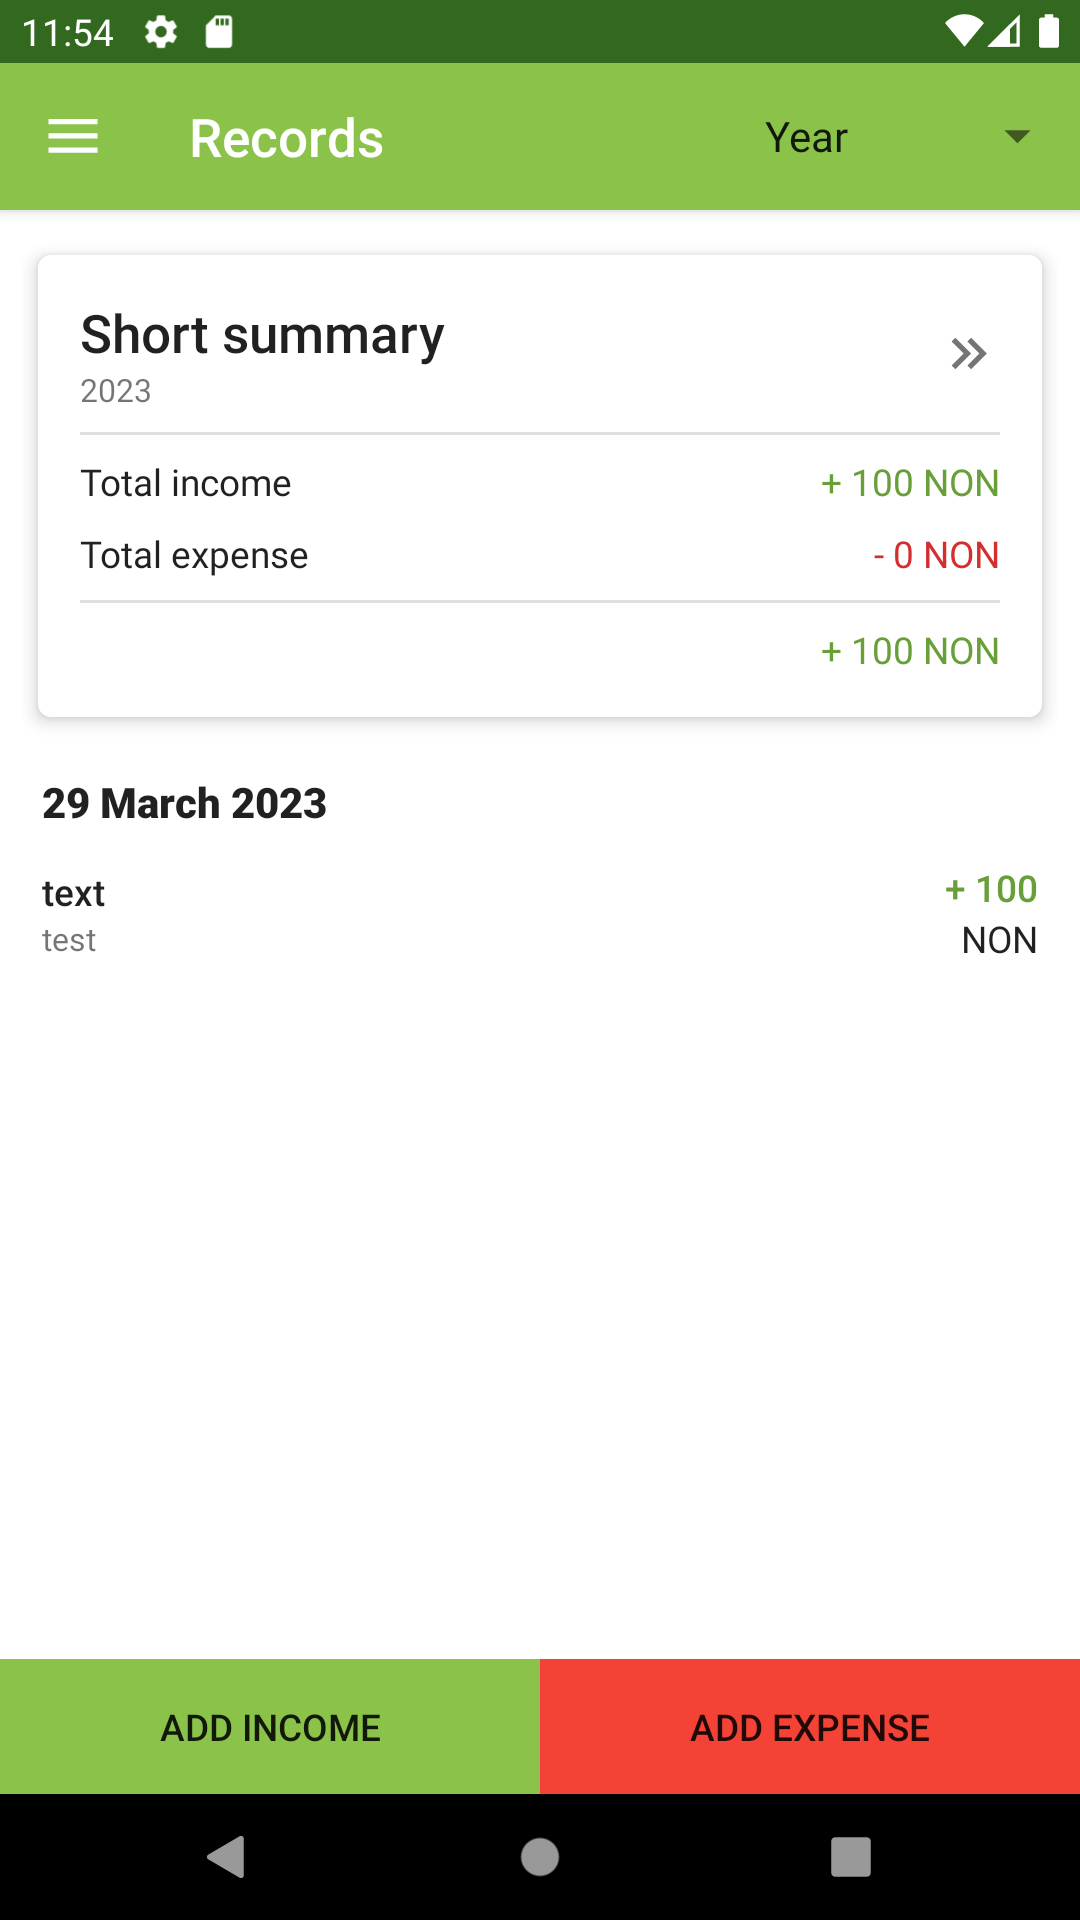 11:54
Records
Year
Short summary
2023
Total income
+ 100 NON
Total expense
- 0 NON
+ 100 NON
29 March 2023
text
+ 100
test
NON
ADD INCOME
ADD EXPENSE